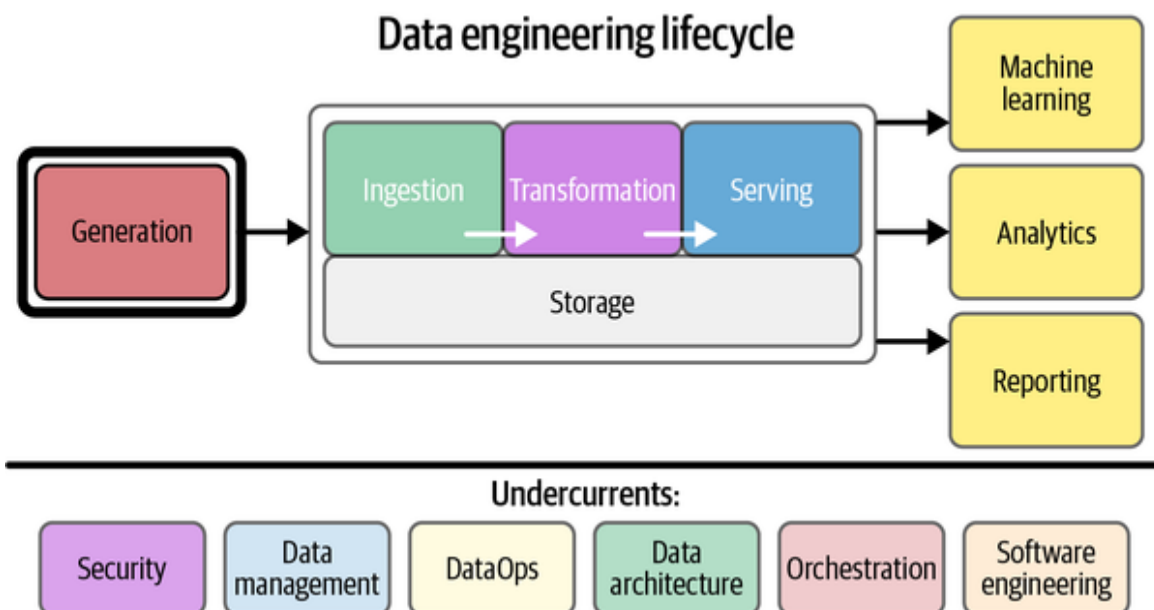 Data engineering lifecycle
Generation
Ingestion
Transformation
Serving
Storage
Machine
learning
Analytics
Reporting
Undercurrents:
Security
Data
management
DataOps
Data
architecture
Orchestration
Software
engineering